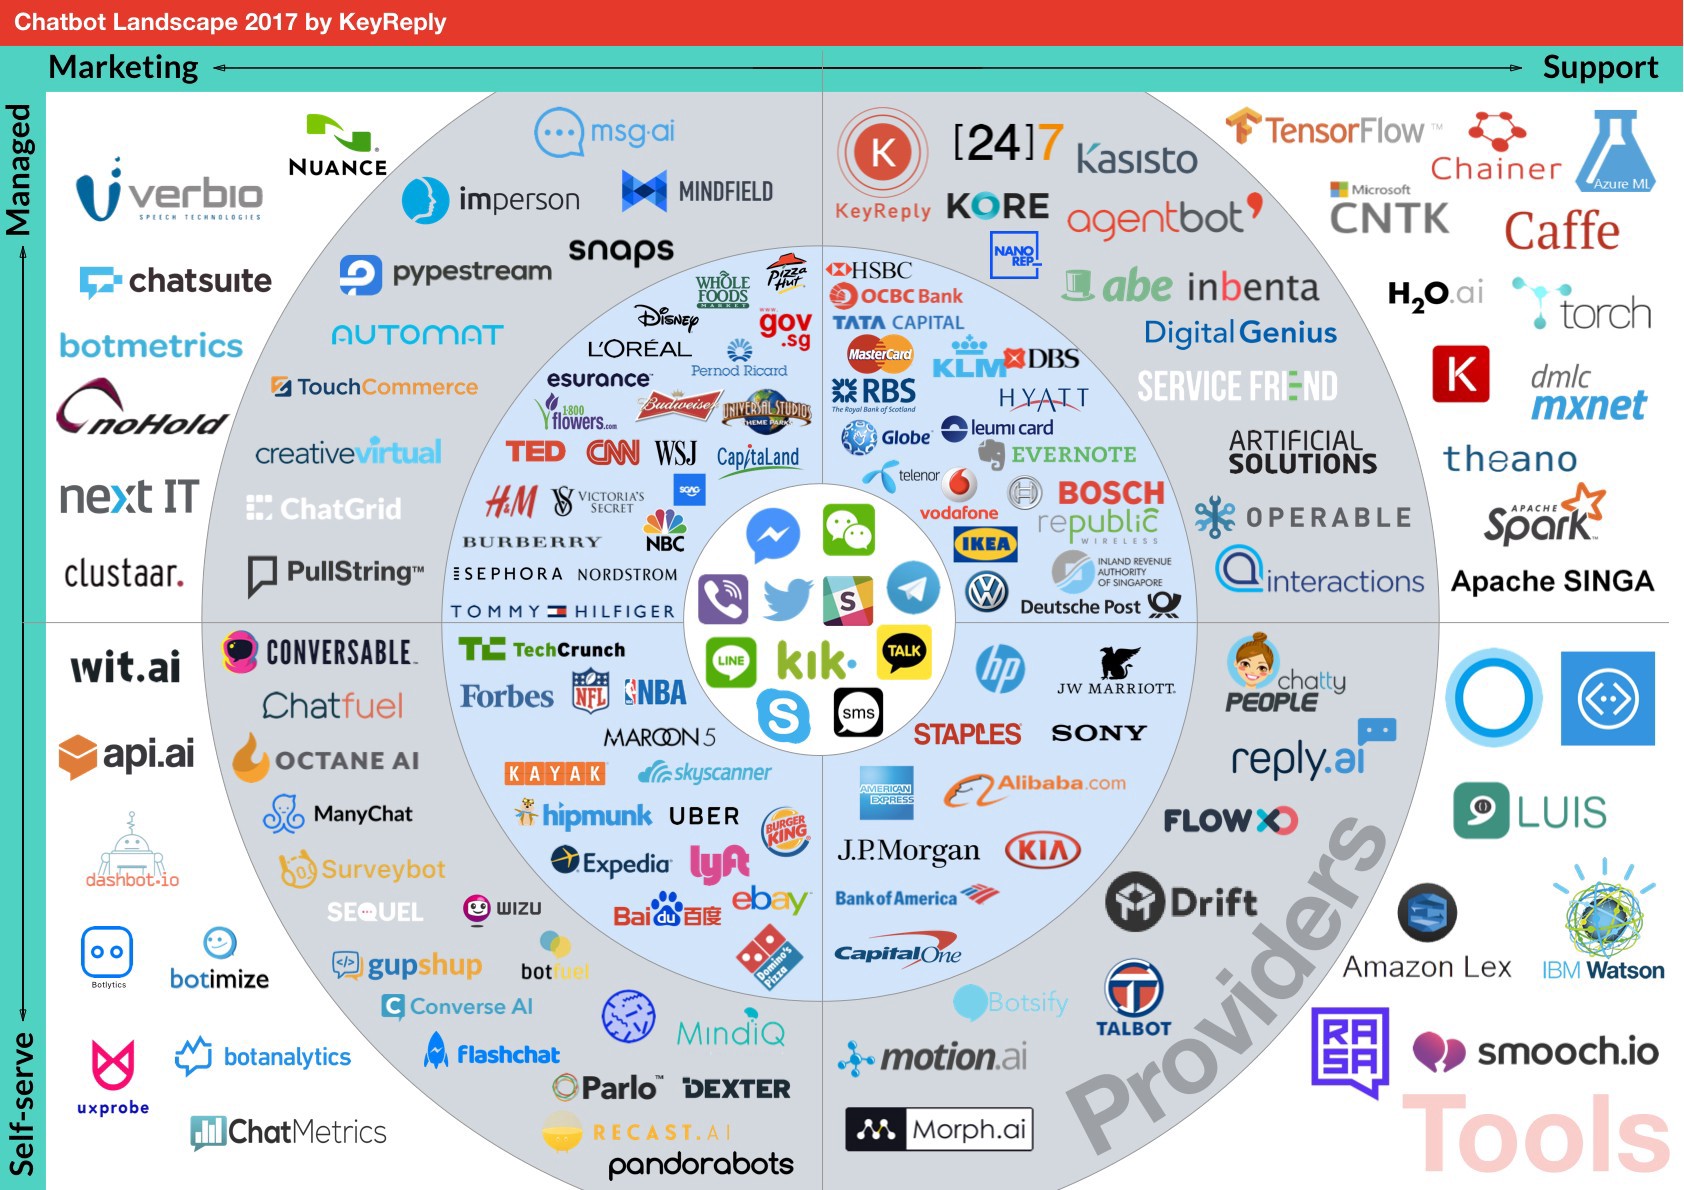 Chatbot Landscape 2017 by KeyReply
Marketing
Support
Managed
Self-serve
NUANCE
verbio
SPEECH TECHNOLOGIES
chatsuite
botmetrics
noHold
next IT
clustaar.
msg.ai
imperson
MINDFIELD
snaps
pypestream
AUTOMAT
TouchCommerce
creativevirtual
ChatGrid
PullString™
WHOLE FOODS MARKET
Pizza Hut
Disney
www.gov.sg
L'ORÉAL
Pernod Ricard
esurance
1·800 flowers.com
Budweiser
UNIVERSAL STUDIOS
THEME PARKS
TED
CNN
WSJ
CapitaLand
H&M
VS
VICTORIA'S SECRET
SGAG
BURBERRY
NBC
SEPHORA
NORDSTROM
TOMMY HILFIGER
K
KeyReply
[24]7
Kasisto
KORE
agentbot
NANO REP
abe
inbenta
DigitalGenius
SERVICE FRIEND
ARTIFICIAL SOLUTIONS
OPERABLE
interactions
HSBC
OCBC Bank
TATA CAPITAL
MasterCard
KLM
DBS
RBS
The Royal Bank of Scotland
HYATT
Globe
leumi card
EVERNOTE
telenor
vodafone
BOSCH
republic
WIRELESS
IKEA
INLAND REVENUE
AUTHORITY
OF SINGAPORE
VW
Deutsche Post
TensorFlow™
Chainer
Azure ML
Microsoft
CNTK
Caffe
H2O.ai
torch
K
dmlc
mxnet
theano
APACHE
Spark™
Apache SINGA
S
LINE
kik·
TALK
S
sms
wit.ai
api.ai
dashbot.io
Botlytics
botimize
uxprobe
botanalytics
ChatMetrics
CONVERSABLE
Chatfuel
OCTANE AI
ManyChat
Surveybot
SEQUEL
WIZU
gupshup
botfuel
C
Converse AI
MindiQ
flashchat
Parlo™
DEXTER
RECAST.AI
pandorabots
TC TechCrunch
Forbes
NFL
NBA
MAROON 5
KAYAK
skyscanner
hipmunk
UBER
BURGER KING
Expedia
lyft
Bai du 百度
ebay
Domino's Pizza
hp
JW MARRIOTT
STAPLES
SONY
AMERICAN EXPRESS
Alibaba.com
J.P.Morgan
KIA
Bank of America
Capital One
chatty
PEOPLE
reply.ai
FLOW XO
Drift
Botsify
T
TALBOT
motion.ai
Morph.ai
Providers
LUIS
Amazon Lex
IBM Watson
RASA
smooch.io
Tools